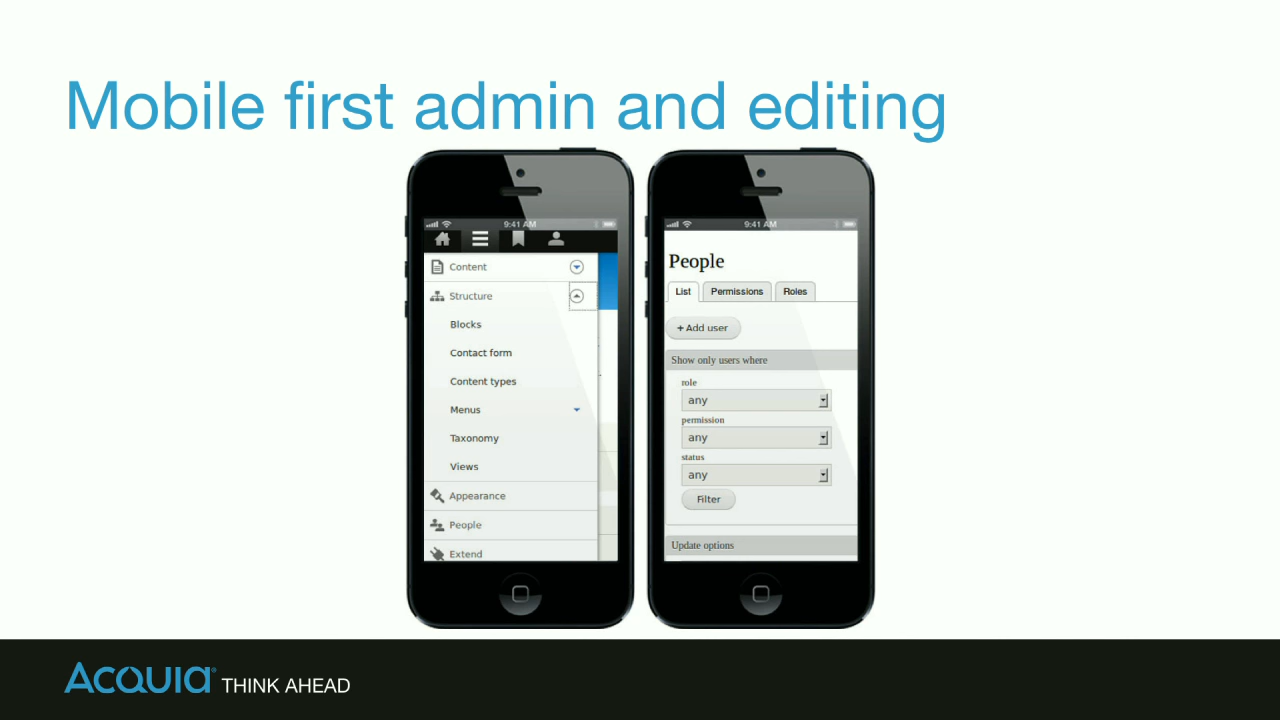 Mobile first admin and editing
9:41 AM
Content
Structure
Blocks
Contact form
Content types
Menus
Taxonomy
Views
Appearance
People
Extend
9:41 AM
People
List Permissions Roles
+ Add user
Show only users where
role
any
permission
any
status
any
Filter
Update options
ACQUIA® THINK AHEAD